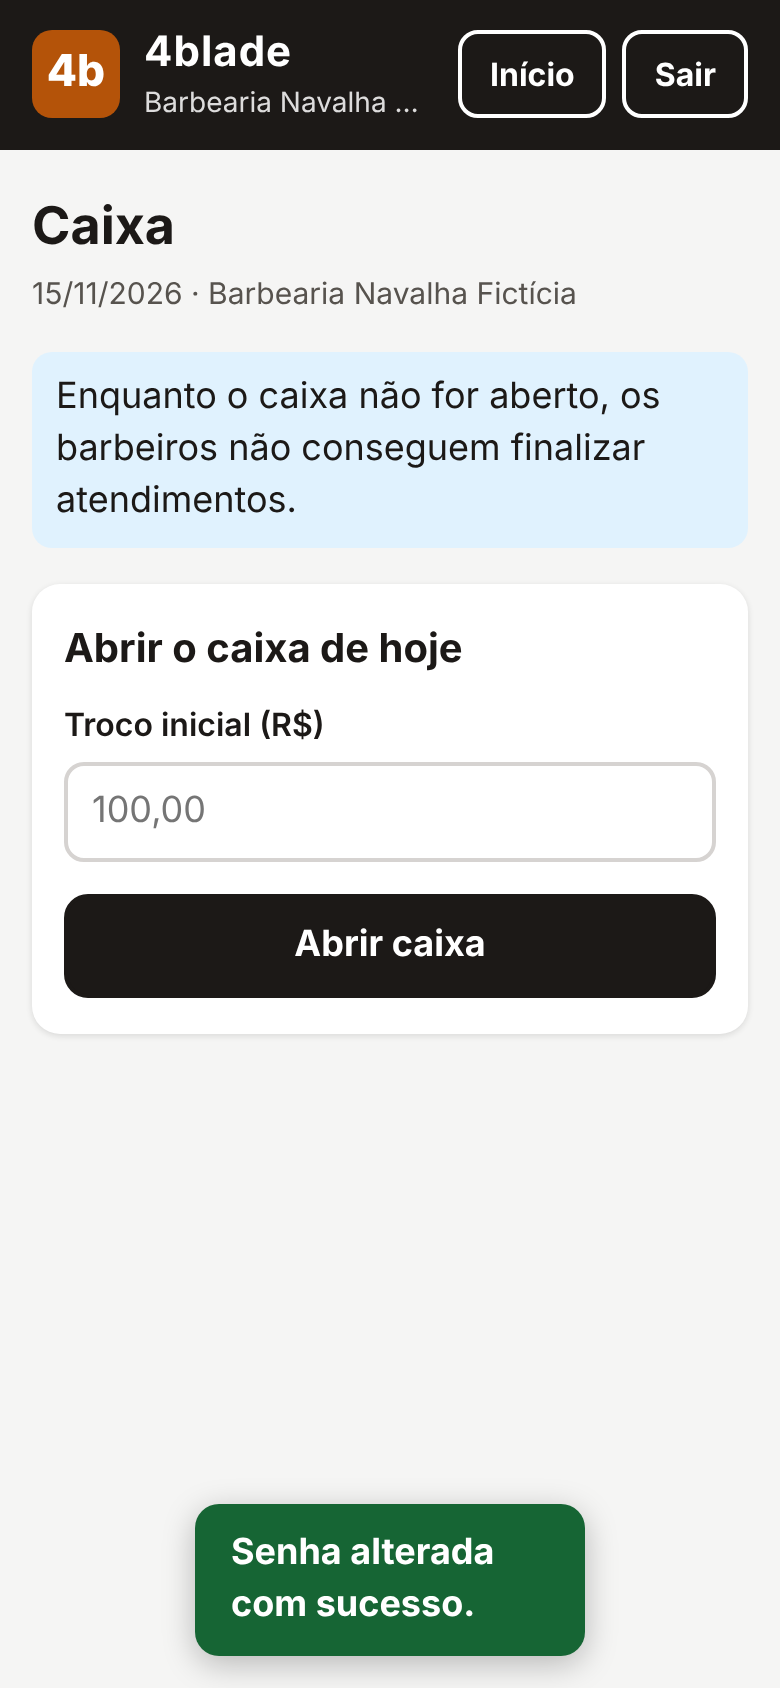 4b
4blade
Barbearia Navalha ...
Início
Sair
Caixa
15/11/2026 · Barbearia Navalha Fictícia
Enquanto o caixa não for aberto, os
barbeiros não conseguem finalizar
atendimentos.
Abrir o caixa de hoje
Troco inicial (R$)
100,00
Abrir caixa
Senha alterada
com sucesso.